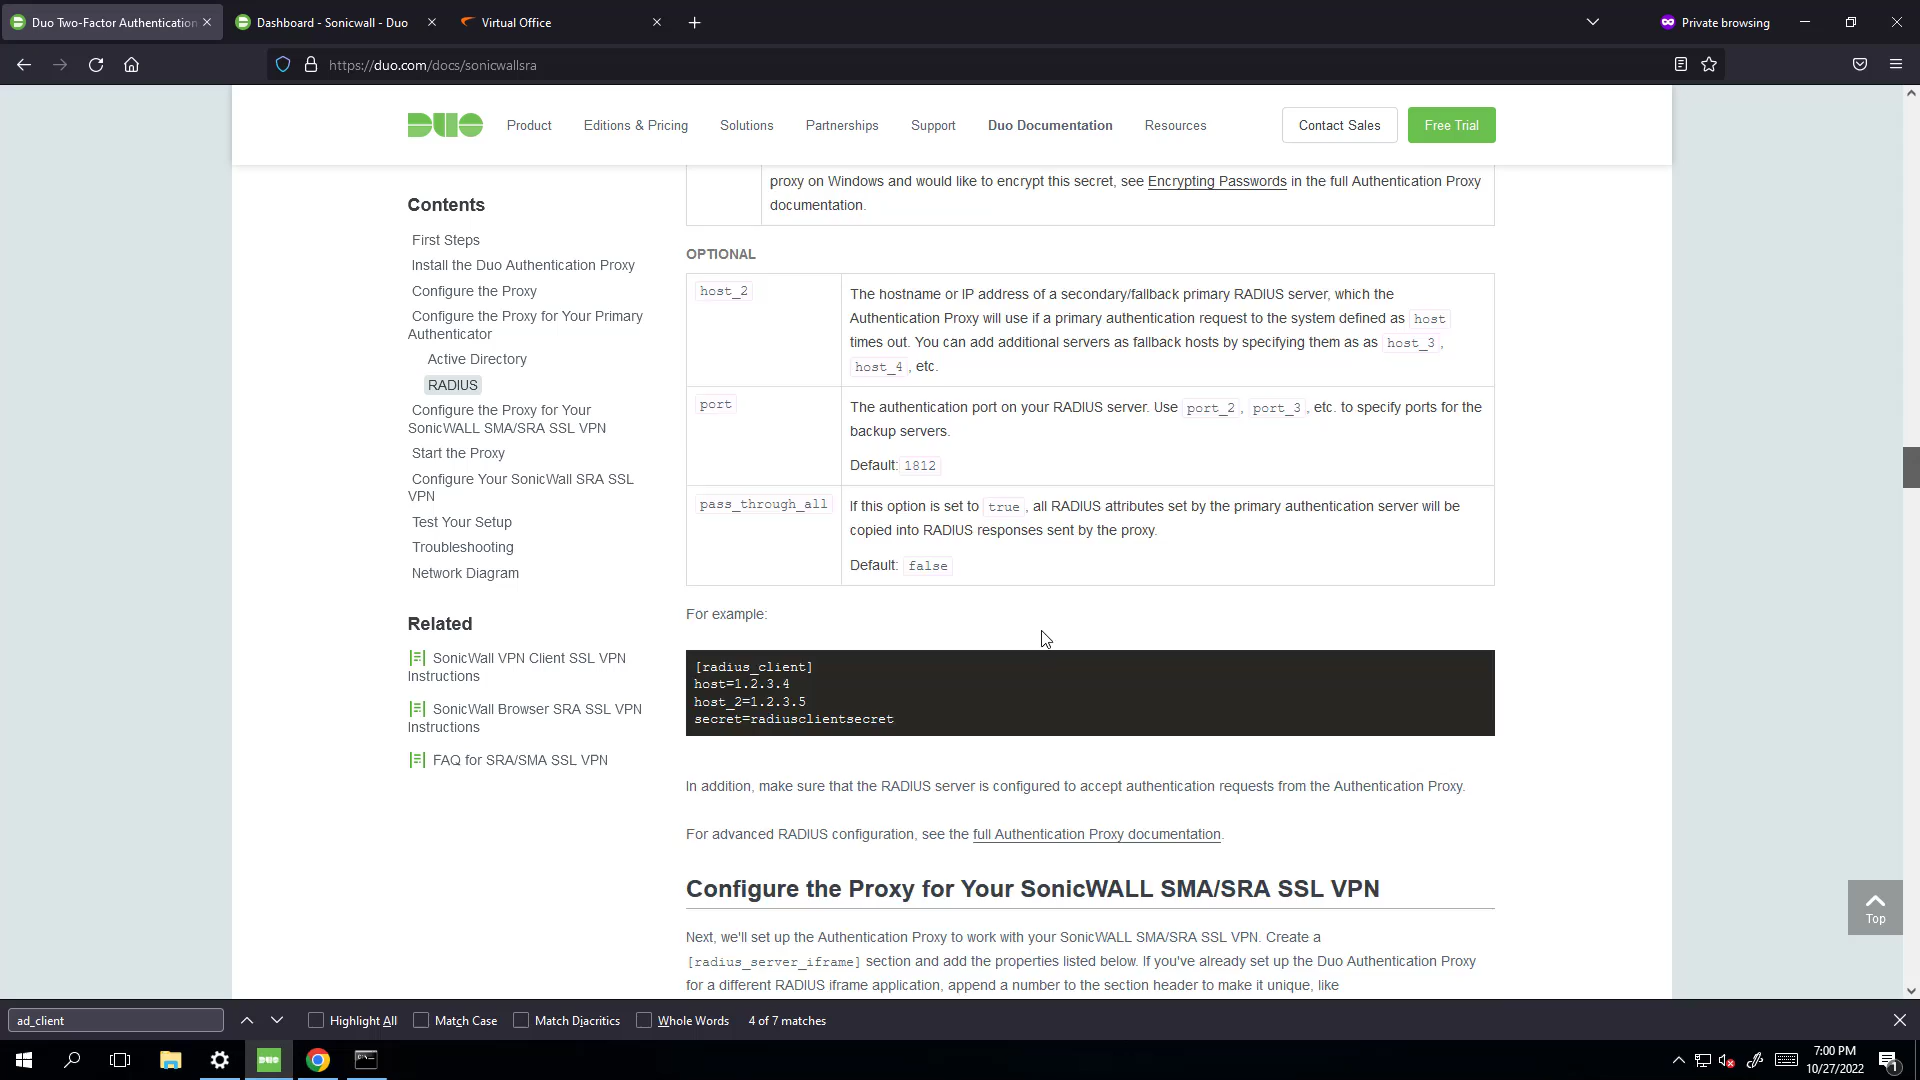 Duo Two-Factor Authentication
Dashboard - Sonicwall - Duo
Virtual Office
Private browsing
https://duo.com/docs/sonicwallsra
DUO
Product
Editions & Pricing
Solutions
Partnerships
Support
Duo Documentation
Resources
Contact Sales
Free Trial
Contents
First Steps
Install the Duo Authentication Proxy
Configure the Proxy
Configure the Proxy for Your Primary
Authenticator
Active Directory
RADIUS
Configure the Proxy for Your
SonicWALL SMA/SRA SSL VPN
Start the Proxy
Configure Your SonicWall SRA SSL
VPN
Test Your Setup
Troubleshooting
Network Diagram
Related
SonicWall VPN Client SSL VPN
Instructions
SonicWall Browser SRA SSL VPN
Instructions
FAQ for SRA/SMA SSL VPN
proxy on Windows and would like to encrypt this secret, see Encrypting Passwords in the full Authentication Proxy
documentation.
OPTIONAL
host_2
The hostname or IP address of a secondary/fallback primary RADIUS server, which the
Authentication Proxy will use if a primary authentication request to the system defined as host
times out. You can add additional servers as fallback hosts by specifying them as as host_3,
host_4, etc.
port
The authentication port on your RADIUS server. Use port_2, port_3, etc. to specify ports for the
backup servers.
Default: 1812
pass_through_all
If this option is set to true, all RADIUS attributes set by the primary authentication server will be
copied into RADIUS responses sent by the proxy.
Default: false
For example:
[radius_client]
host=1.2.3.4
host_2=1.2.3.5
secret=radiusclientsecret
In addition, make sure that the RADIUS server is configured to accept authentication requests from the Authentication Proxy.
For advanced RADIUS configuration, see the full Authentication Proxy documentation.
Configure the Proxy for Your SonicWALL SMA/SRA SSL VPN
Next, we'll set up the Authentication Proxy to work with your SonicWALL SMA/SRA SSL VPN. Create a
[radius_server_iframe] section and add the properties listed below. If you've already set up the Duo Authentication Proxy
for a different RADIUS iframe application, append a number to the section header to make it unique, like
Top
ad_client
Highlight All
Match Case
Match Diacritics
Whole Words
4 of 7 matches
DUO
7:00 PM
10/27/2022
1